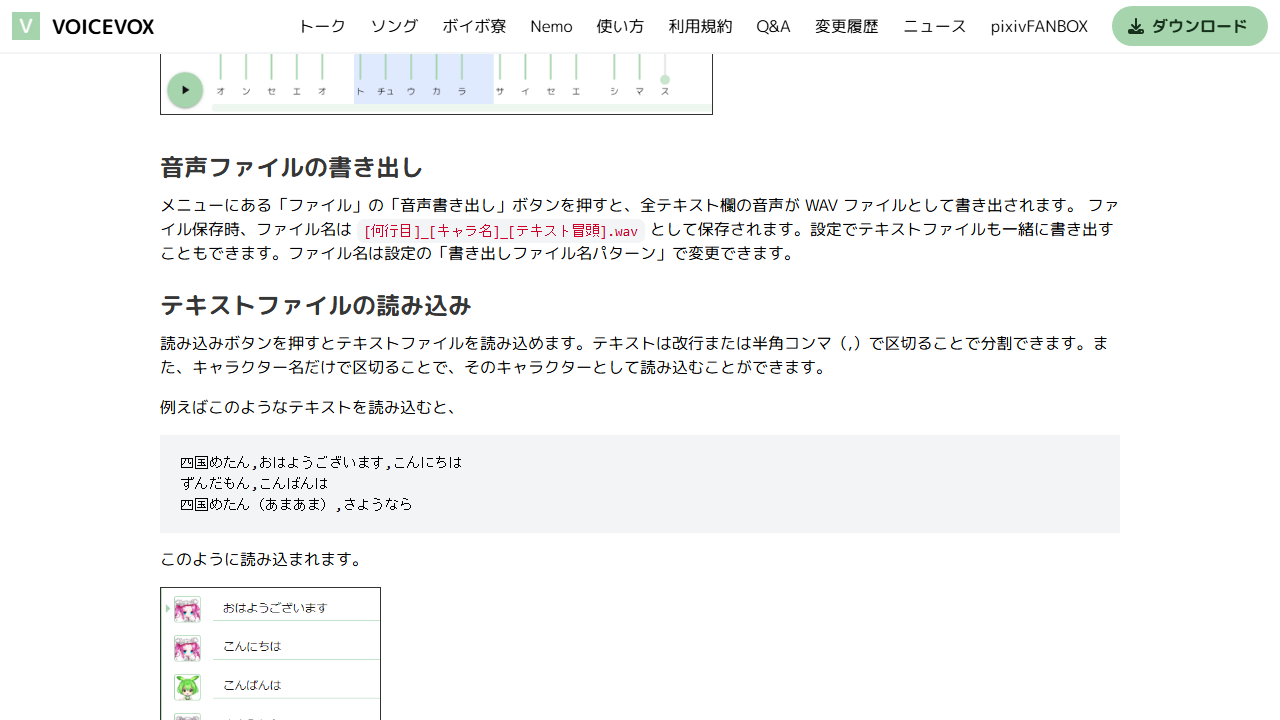 VOICEVOX トーク ソング ボイボ寮 Nemo 使い方 利用規約 Q&A 変更履歴 ニュース pixivFANBOX ダウンロード
オ ン セ エ オ ト チュ ウ カ ラ サ イ セ エ シ マ ス
音声ファイルの書き出し
メニューにある「ファイル」の「音声書き出し」ボタンを押すと、全テキスト欄の音声が WAV ファイルとして書き出されます。 ファ
イル保存時、ファイル名は [何行目]_[キャラ名]_[テキスト冒頭].wav として保存されます。設定でテキストファイルも一緒に書き出す
こともできます。ファイル名は設定の「書き出しファイル名パターン」で変更できます。
テキストファイルの読み込み
読み込みボタンを押すとテキストファイルを読み込めます。テキストは改行または半角コンマ（,）で区切ることで分割できます。ま
た、キャラクター名だけで区切ることで、そのキャラクターとして読み込むことができます。
例えばこのようなテキストを読み込むと、
四国めたん,おはようございます,こんにちは
ずんだもん,こんばんは
四国めたん（あまあま）,さようなら
このように読み込まれます。
おはようございます
こんにちは
こんばんは